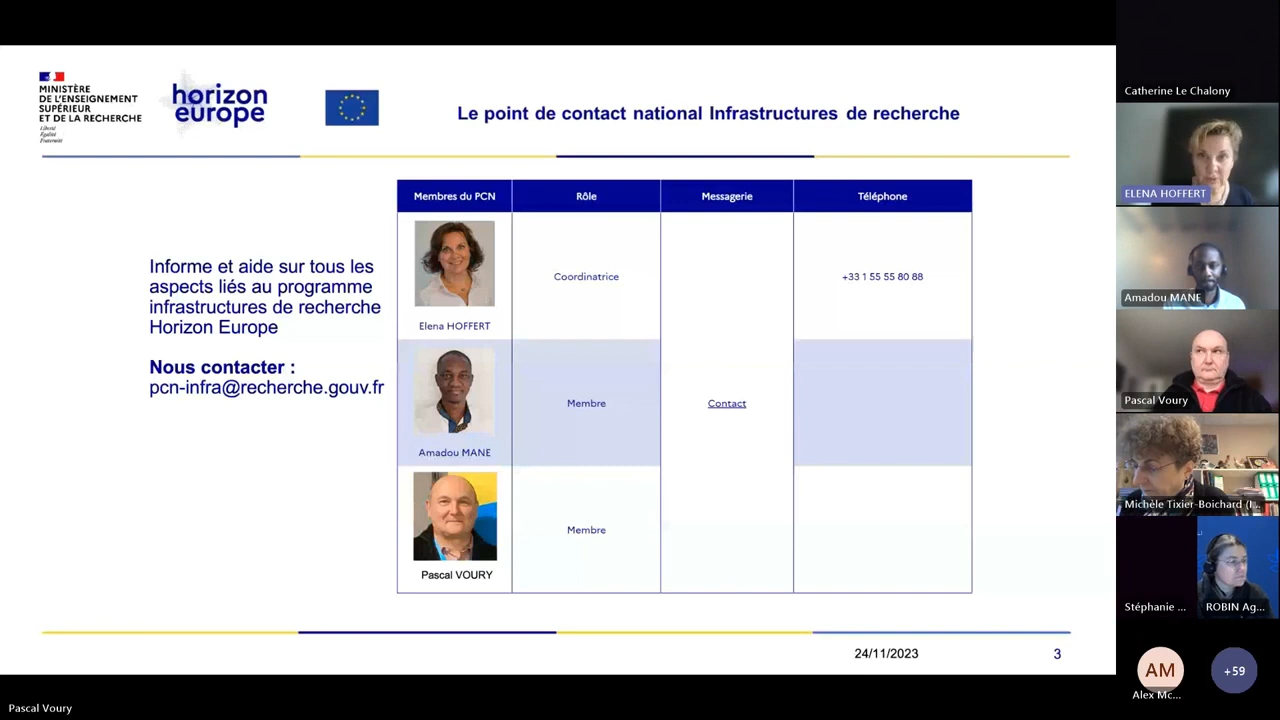 MINISTÈRE
DE L'ENSEIGNEMENT
SUPÉRIEUR
ET DE LA RECHERCHE
Liberté
Égalité
Fraternité
horizon
europe
Le point de contact national Infrastructures de recherche
Informe et aide sur tous les
aspects liés au programme
infrastructures de recherche
Horizon Europe
Nous contacter :
pcn-infra@recherche.gouv.fr
Membres du PCN Rôle Messagerie Téléphone
Coordinatrice +33 1 55 55 80 88
Elena HOFFERT
Membre Contact
Amadou MANE
Membre
Pascal VOURY
24/11/2023 3
Catherine Le Chalony
ELENA HOFFERT
Amadou MANE
Pascal Voury
Michèle Tixier-Boichard (I...
Stéphanie ... ROBIN Ag...
AM +59
Alex Mc...
Pascal Voury